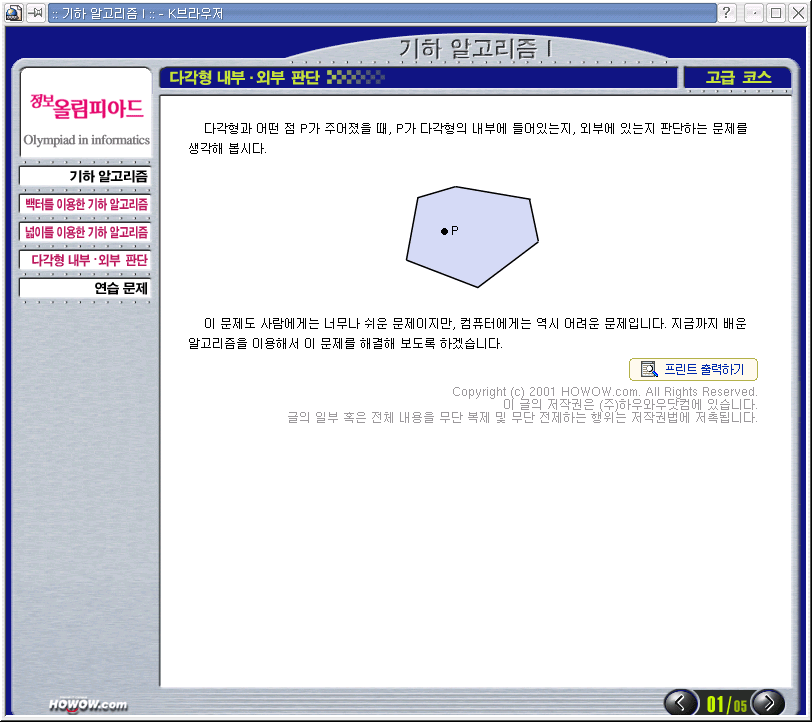 :: 기하 알고리즘 I :: - K브라우저
기하 알고리즘 I
정보올림피아드
Olympiad in informatics
기하 알고리즘
백터를 이용한 기하 알고리즘
넓이를 이용한 기하 알고리즘
다각형 내부·외부 판단
연습 문제
다각형 내부·외부 판단
고급 코스
다각형과 어떤 점 P가 주어졌을 때, P가 다각형의 내부에 들어있는지, 외부에 있는지 판단하는 문제를
생각해 봅시다.
P
이 문제도 사람에게는 너무나 쉬운 문제이지만, 컴퓨터에게는 역시 어려운 문제입니다. 지금까지 배운
알고리즘을 이용해서 이 문제를 해결해 보도록 하겠습니다.
프린트 출력하기
Copyright (c) 2001 HOWOW.com. All Rights Reserved.
이 글의 저작권은 (주)하우와우닷컴에 있습니다.
글의 일부 혹은 전체 내용을 무단 복제 및 무단 전제하는 행위는 저작권법에 저촉됩니다.
HOWOW.com
01/05